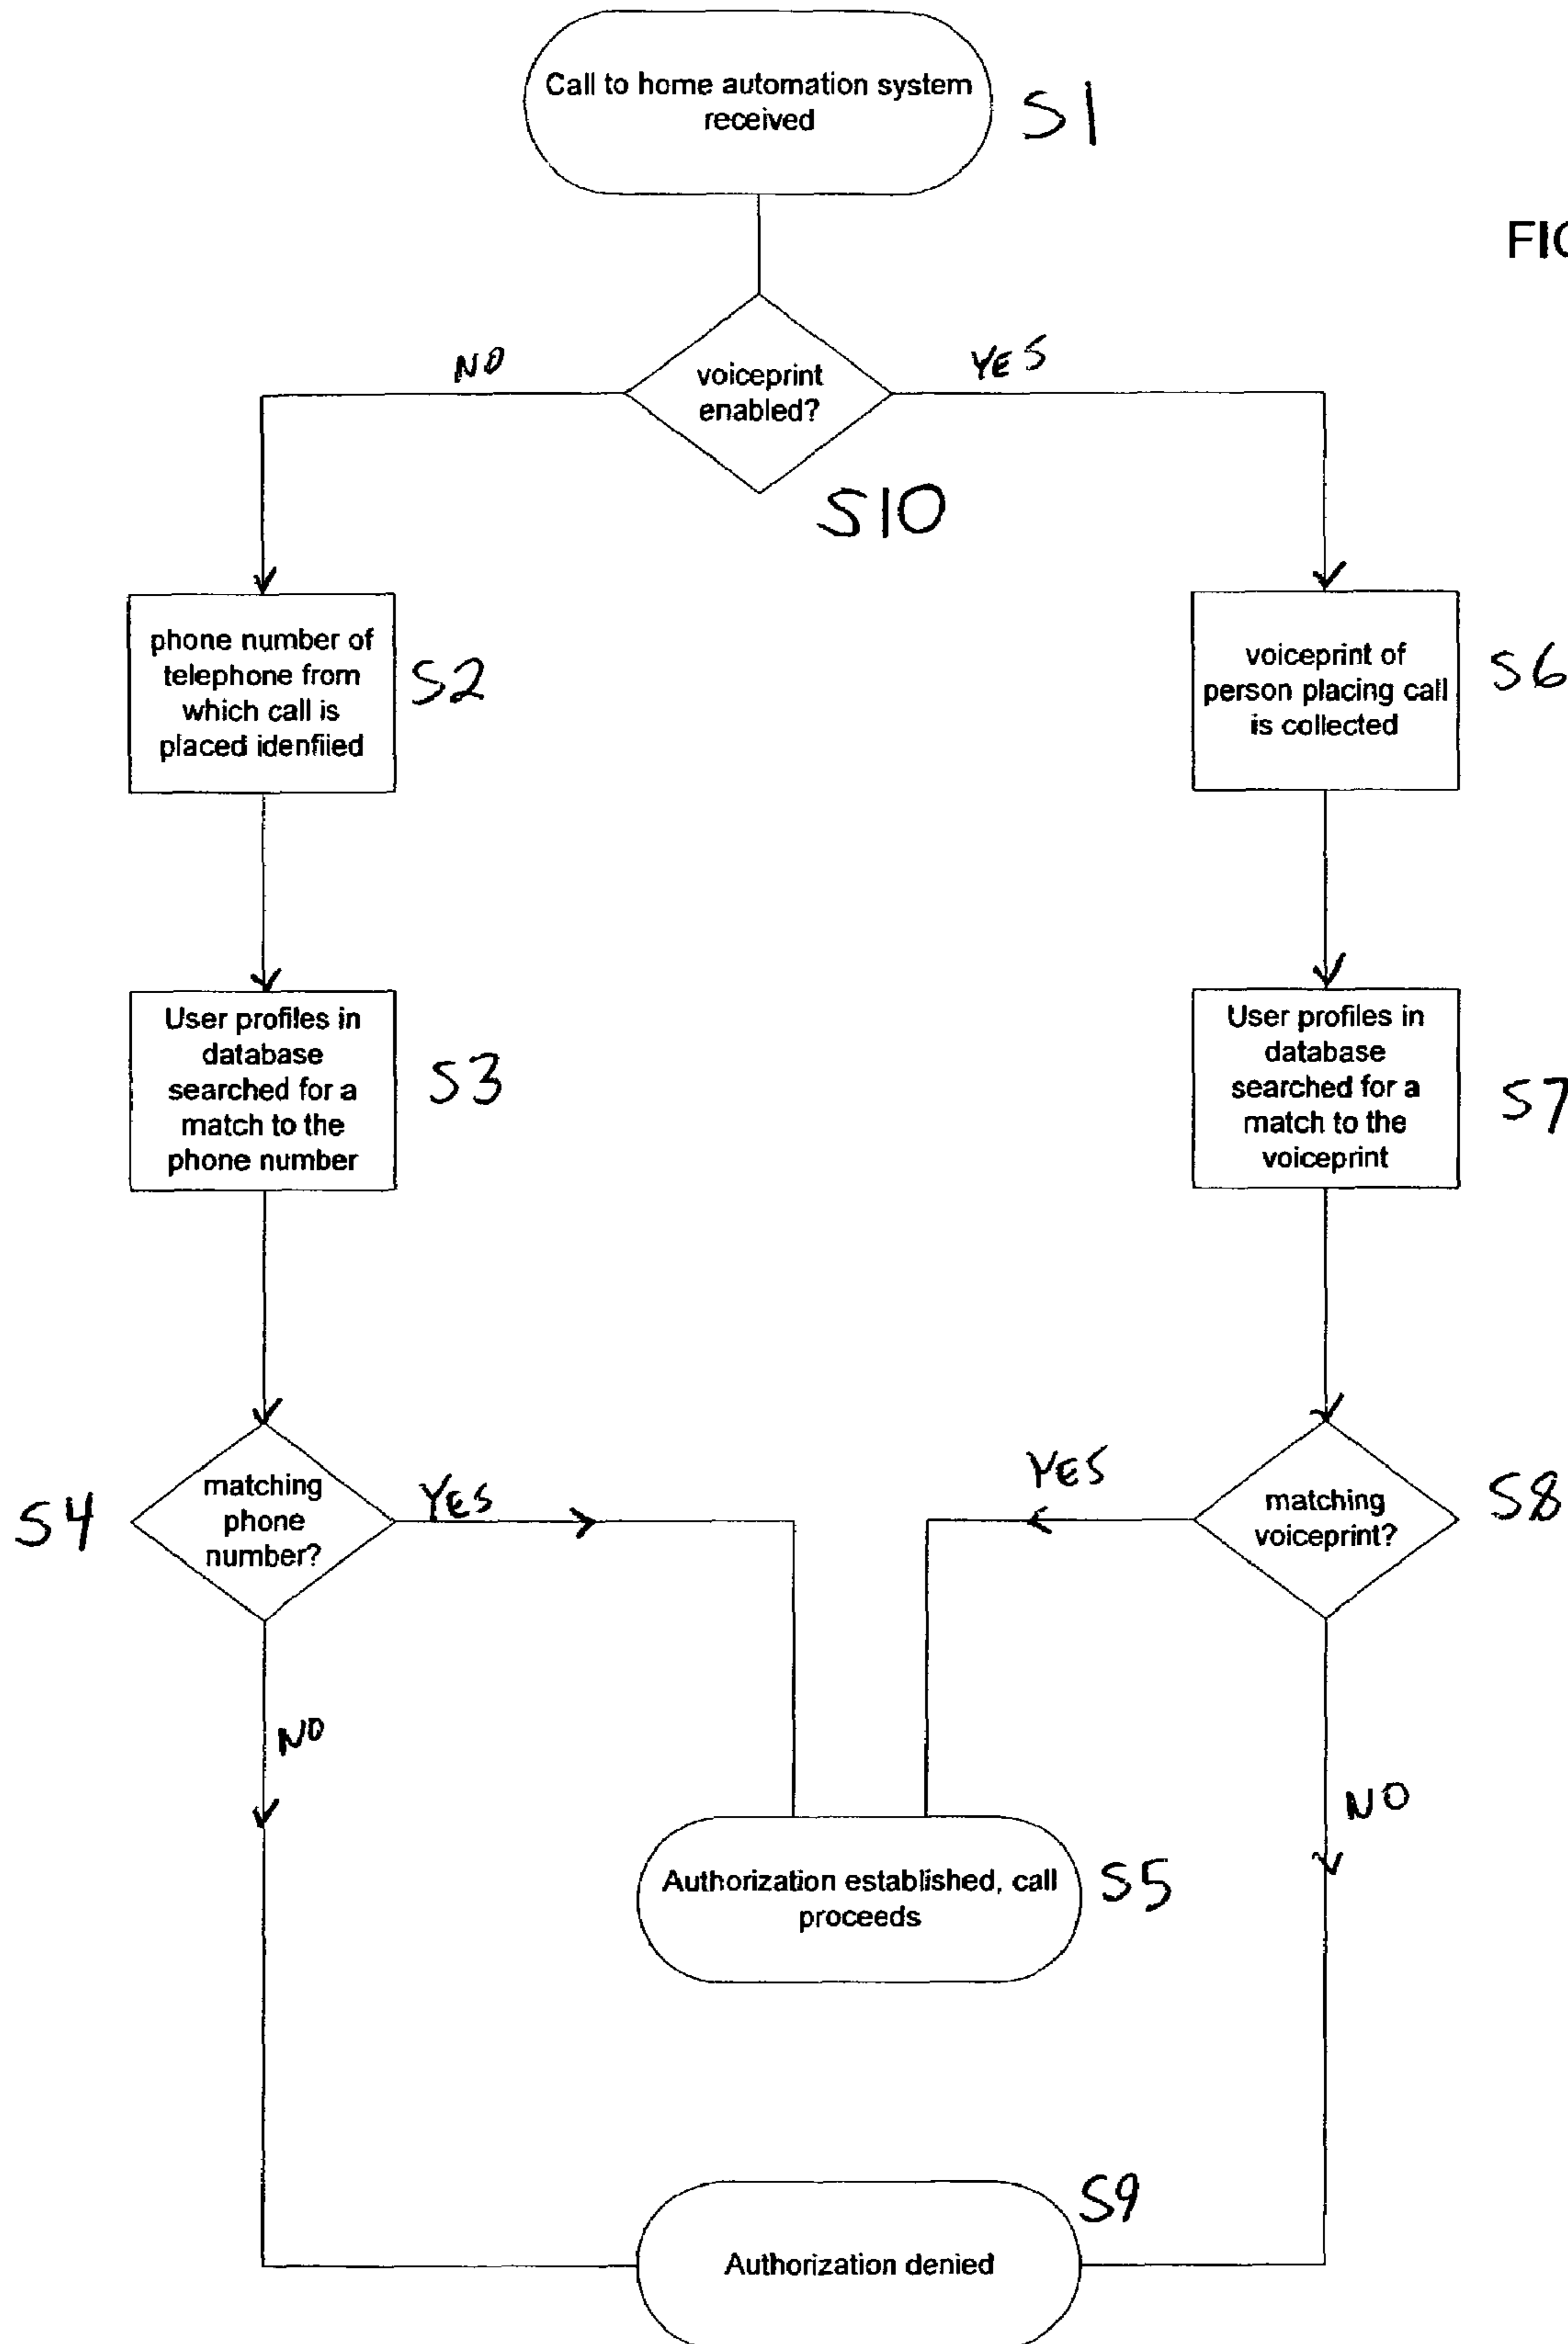 Call to home automation system
received
S1
FIG
NO
voiceprint
enabled?
YES
S10
phone number of
telephone from
which call is
placed idenfiied
S2
voiceprint of
person placing call
is collected
S6
User profiles in
database
searched for a
match to the
phone number
S3
User profiles in
database
searched for a
match to the
voiceprint
S7
S4
matching
phone
number?
YES
YES
matching
voiceprint?
S8
NO
NO
Authorization established, call
proceeds
S5
S9
Authorization denied